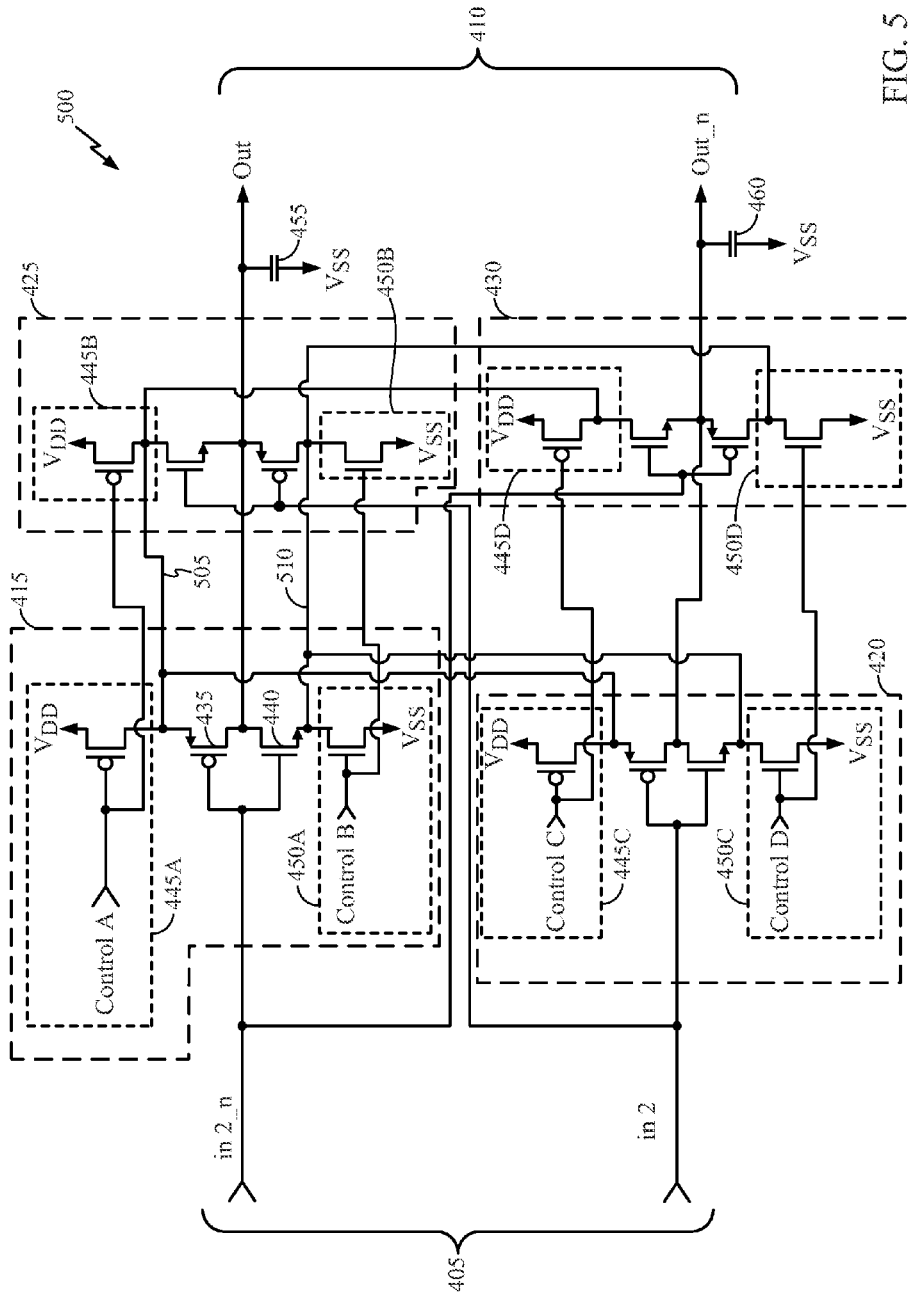 500
415
425
445B
VDD
VDD
505
435
Out
410
Control A
445A
440
510
455
VSS
450B
in 2_n
450A
Control B
VSS
VSS
405
430
VDD
VDD
445D
Control C
445C
Out_n
460
VSS
in 2
450C
Control D
VSS
450D
VSS
420
FIG. 5